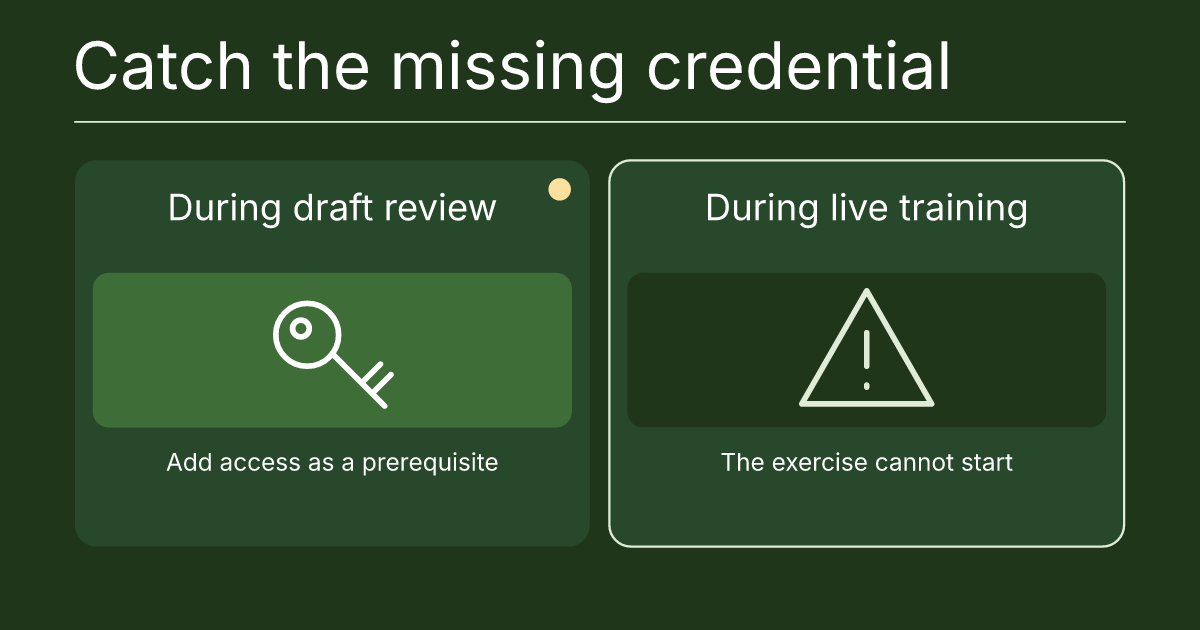 Catch the missing credential
During draft review
During live training
Add access as a prerequisite
The exercise cannot start